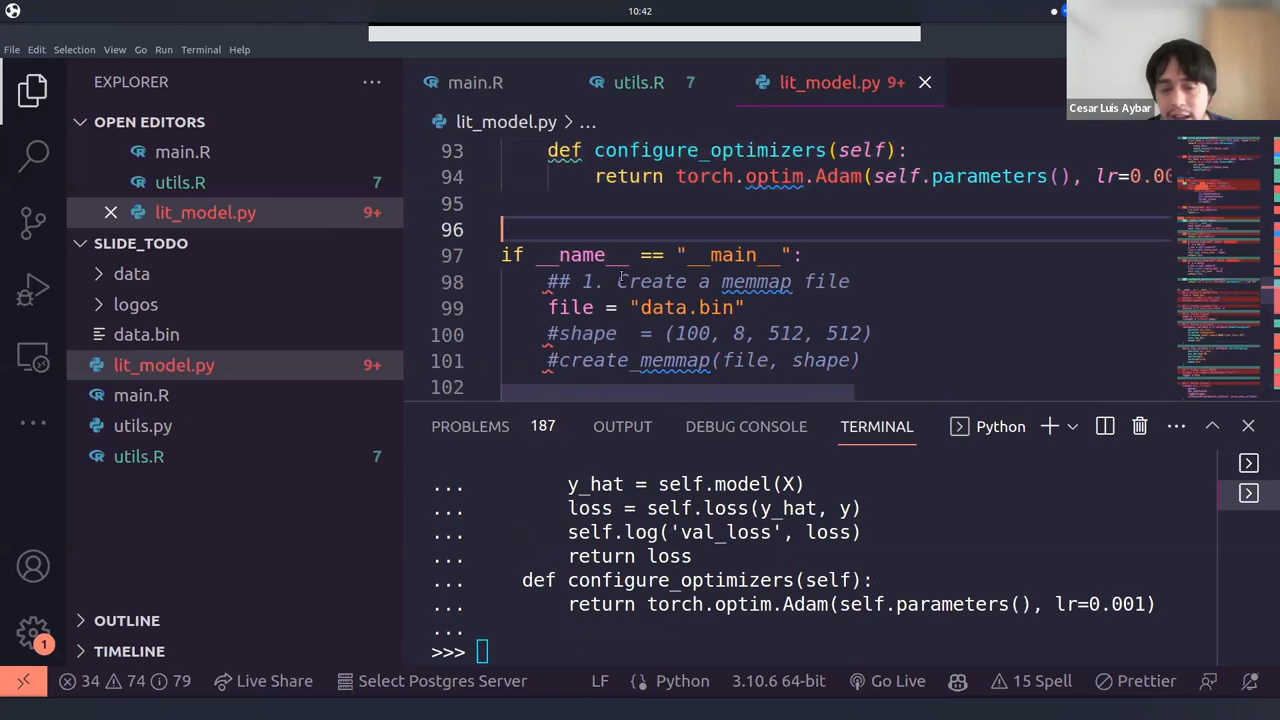 10:42
File Edit Selection View Go Run Terminal Help
Cesar Luis Aybar
EXPLORER
OPEN EDITORS
main.R
utils.R 7
lit_model.py 9+
SLIDE_TODO
data
logos
data.bin
lit_model.py 9+
main.R
utils.py
utils.R 7
OUTLINE
TIMELINE
1
main.R utils.R 7 lit_model.py 9+
lit_model.py > ...
93 def configure_optimizers(self):
94 return torch.optim.Adam(self.parameters(), lr=0.00
95
96
97 if __name__ == "__main__":
98 ## 1. Create a memmap file
99 file = "data.bin"
100 #shape = (100, 8, 512, 512)
101 #create_memmap(file, shape)
102
PROBLEMS 187 OUTPUT DEBUG CONSOLE TERMINAL Python
... y_hat = self.model(X)
... loss = self.loss(y_hat, y)
... self.log('val_loss', loss)
... return loss
... def configure_optimizers(self):
... return torch.optim.Adam(self.parameters(), lr=0.001)
...
>>>
34 74 79 Live Share Select Postgres Server LF Python 3.10.6 64-bit Go Live 15 Spell Prettier